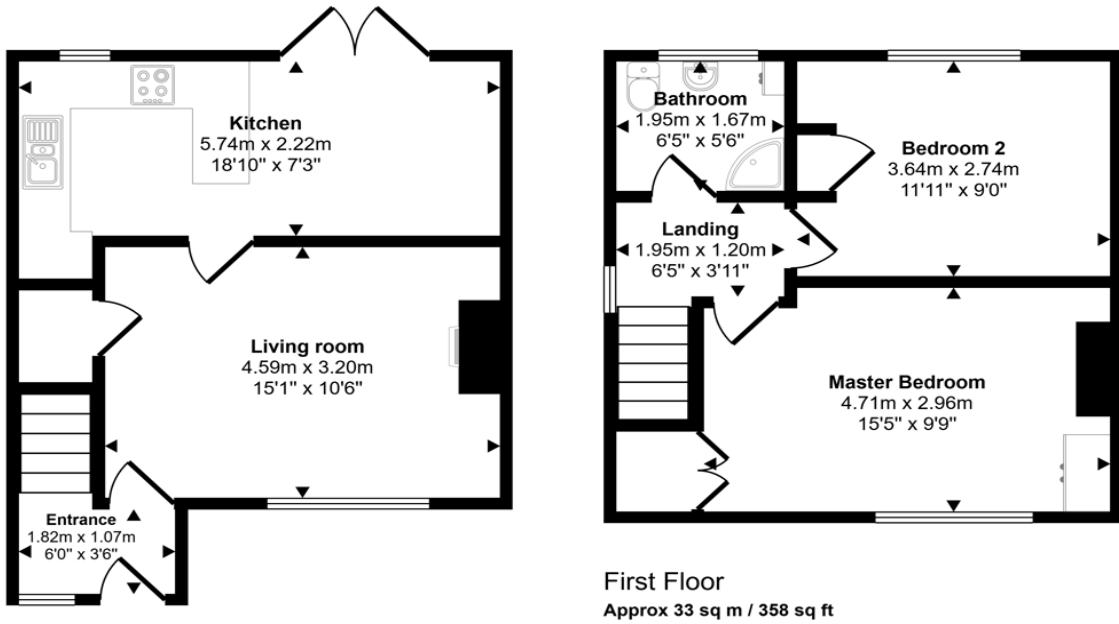 Kitchen
5.74m x 2.22m
18'10" x 7'3"
Living room
4.59m x 3.20m
15'1" x 10'6"
Entrance
1.82m x 1.07m
6'0" x 3'6"
Bathroom
1.95m x 1.67m
6'5" x 5'6"
Bedroom 2
3.64m x 2.74m
11'11" x 9'0"
Landing
1.95m x 1.20m
6'5" x 3'11"
Master Bedroom
4.71m x 2.96m
15'5" x 9'9"
First Floor
Approx 33 sq m / 358 sq ft